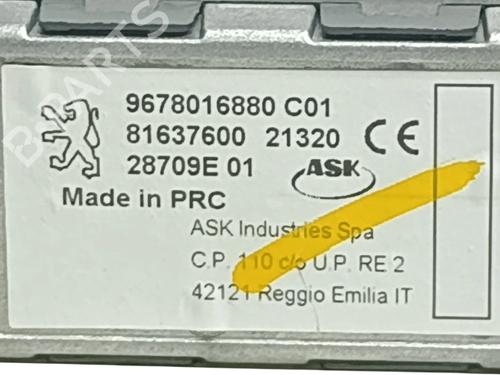 B-PARTS
9678016880 C01
81637600 21320 CE
28709E 01 ASK
Made in PRC
ASK Industries Spa
C.P. 110 c/o U.P. RE 2
42121 Reggio Emilia IT